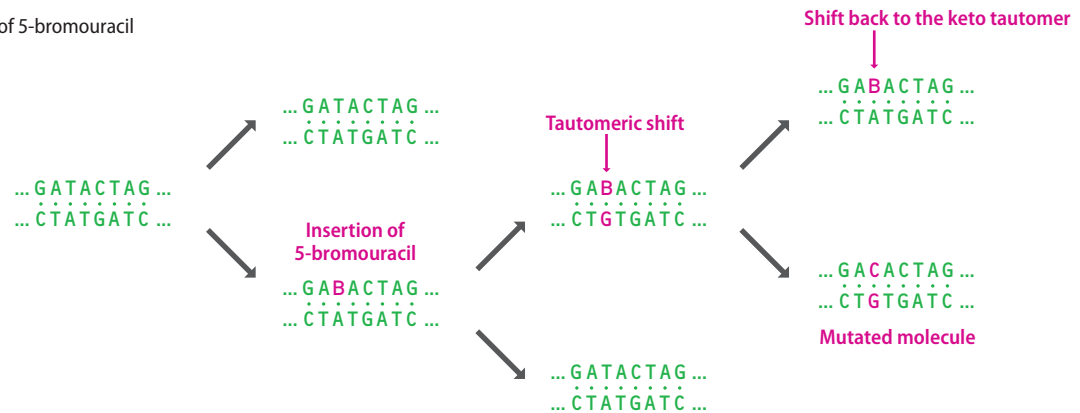 of 5-bromouracil
Shift back to the keto tautomer
... G A B A C T A G ...
... C T A T G A T C ...
... G A T A C T A G ...
... C T A T G A T C ...
Tautomeric shift
... G A B A C T A G ...
... C T G T G A T C ...
... G A T A C T A G ...
... C T A T G A T C ...
Insertion of
5-bromouracil
... G A B A C T A G ...
... C T A T G A T C ...
... G A C A C T A G ...
... C T G T G A T C ...
Mutated molecule
... G A T A C T A G ...
... C T A T G A T C ...